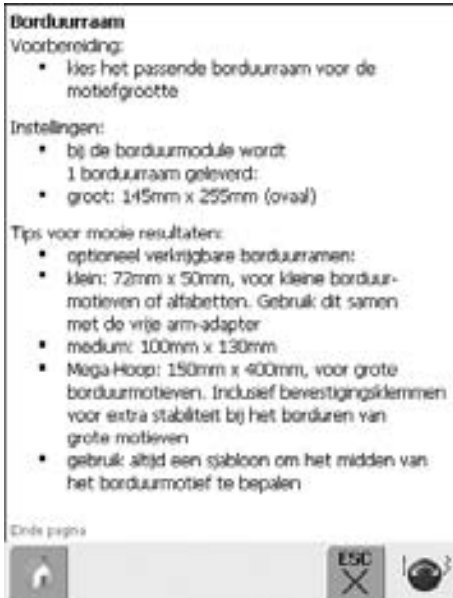 Borduurraam
Voorbereiding:
• kies het passende borduurraam voor de
motiefgrootte
Instellingen:
• bij de borduurmodule wordt
1 borduurraam geleverd:
• groot: 145mm x 255mm (ovaal)
Tips voor mooie resultaten:
• optioneel verkrijgbare borduurramen:
• klein: 72mm x 50mm, voor kleine borduur-
motieven of alfabetten. Gebruik dit samen
met de vrije arm-adapter
• medium: 100mm x 130mm
• Mega-Hoop: 150mm x 400mm, voor grote
borduurmotieven. Inclusief bevestigingsklemmen
voor extra stabiliteit bij het borduren van
grote motieven
• gebruik altijd een sjabloon om het midden van
het borduurmotief te bepalen
Einde pagina
ESC